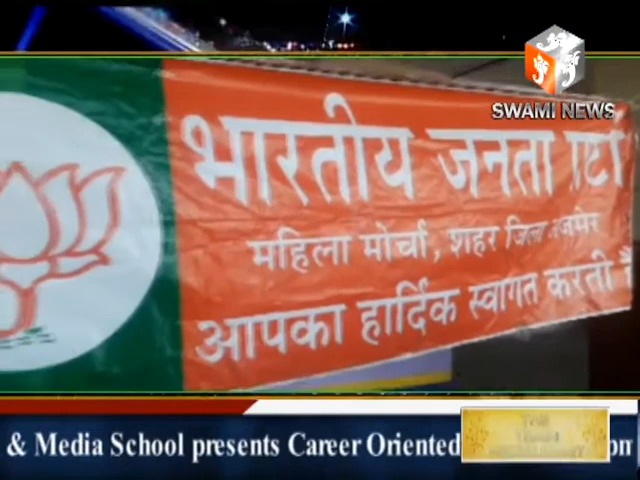 SWAMI NEWS
भारतीय जनता
महिला मोर्चा, शहर जिला अजमेर
आपका हार्दिक स्वागत करती है
& Media School presents Career Oriented